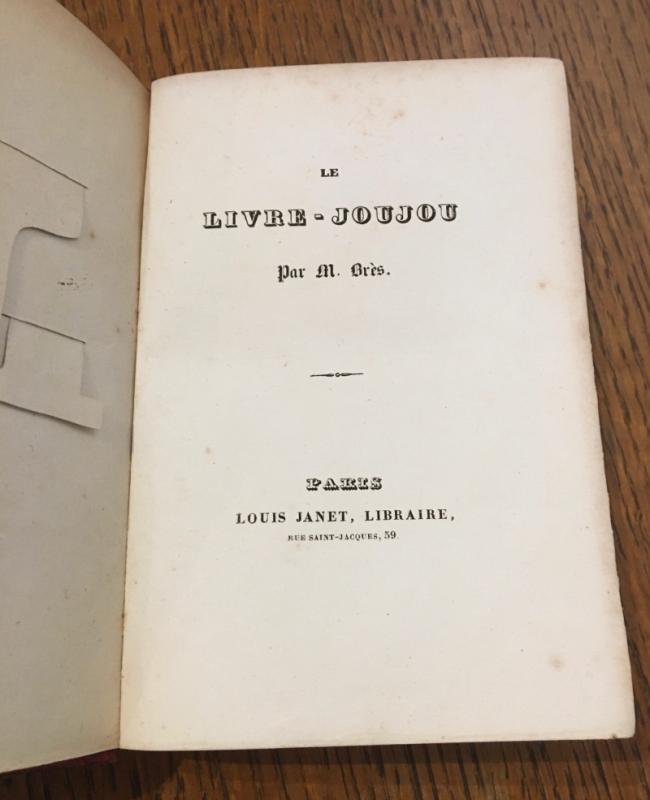 LE
LIVRE-JOUJOU
Par M. Brès.
PARIS
LOUIS JANET, LIBRAIRE,
RUE SAINT-JACQUES, 59.